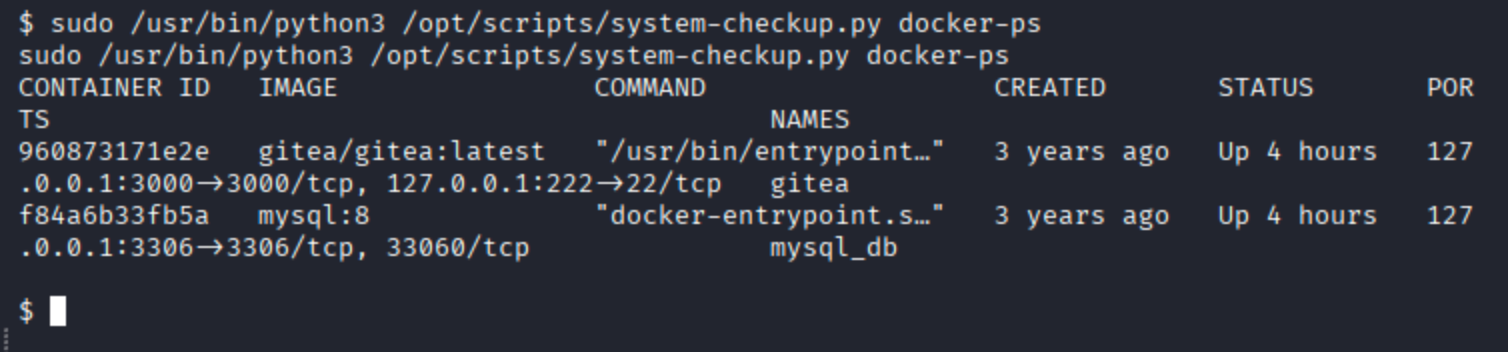 $ sudo /usr/bin/python3 /opt/scripts/system-checkup.py docker-ps
sudo /usr/bin/python3 /opt/scripts/system-checkup.py docker-ps
CONTAINER ID   IMAGE                COMMAND                  CREATED       STATUS       POR
TS                                             NAMES
960873171e2e   gitea/gitea:latest   "/usr/bin/entrypoint…"   3 years ago   Up 4 hours   127
.0.0.1:3000->3000/tcp, 127.0.0.1:222->22/tcp   gitea
f84a6b33fb5a   mysql:8              "docker-entrypoint.s…"   3 years ago   Up 4 hours   127
.0.0.1:3306->3306/tcp, 33060/tcp               mysql_db
$